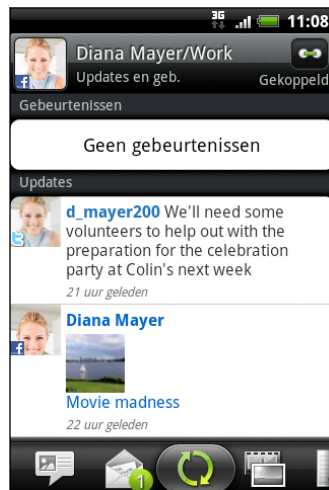 3G 11:08
Diana Mayer/Work
Updates en geb. Gekoppeld
Gebeurtenissen
Geen gebeurtenissen
Updates
d_mayer200 We'll need some
volunteers to help out with the
preparation for the celebration
party at Colin's next week
21 uur geleden
Diana Mayer
Movie madness
22 uur geleden
1